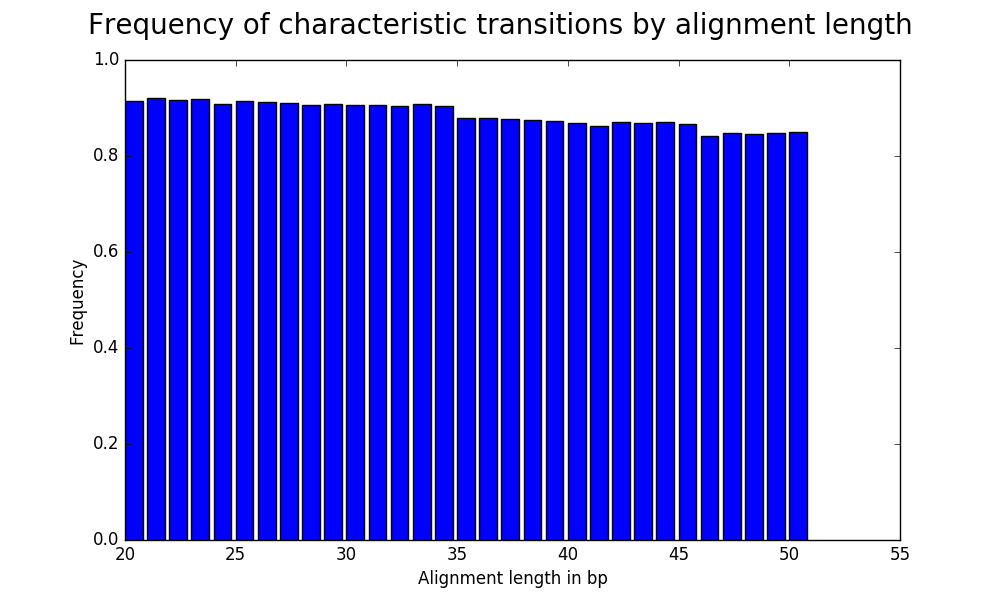 Frequency of characteristic transitions by alignment length
1.0
0.8
0.6
0.4
0.2
0.0
Frequency
20 25 30 35 40 45 50 55
Alignment length in bp